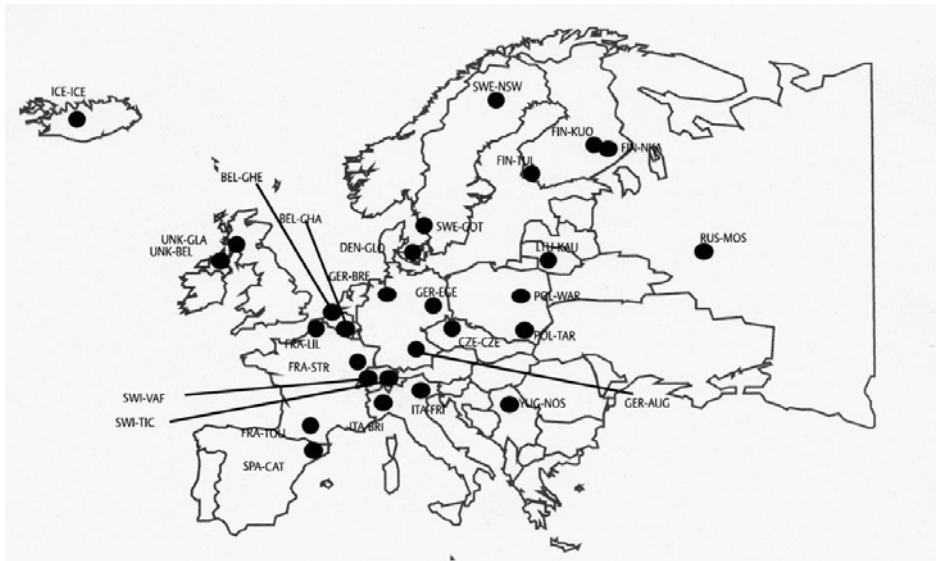 ICE-ICE
SWE-NSW
FIN-KUO
FIN-NKA
FIN-TUL
BEL-GHE
BEL-CHA
SWE-GOT
UNK-GLA
DEN-GLO
LTU-KAU
RUS-MOS
UNK-BEL
GER-BRE
GER-EGE
POL-WAR
FRA-LIL
CZE-CZE
POL-TAR
FRA-STR
SWI-VAF
ITA-FRI
YUG-NOS
GER-AUG
SWI-TIC
FRA-TOU
ITA-BRI
SPA-CAT